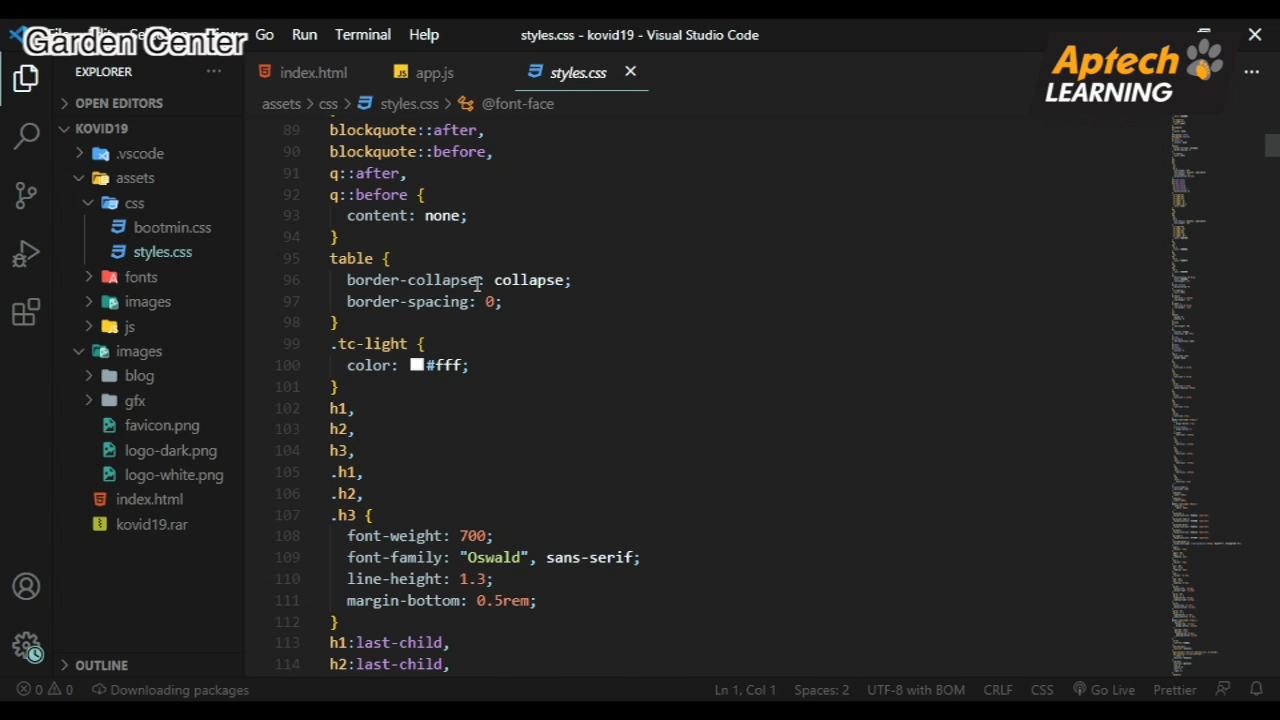 Garden Center
Go Run Terminal Help
styles.css - kovid19 - Visual Studio Code
Aptech
LEARNING
EXPLORER
index.html
app.js
styles.css
assets > css > styles.css > @font-face
OPEN EDITORS
KOVID19
.vscode
assets
css
bootmin.css
styles.css
fonts
images
js
images
blog
gfx
favicon.png
logo-dark.png
logo-white.png
index.html
kovid19.rar
OUTLINE
89 blockquote::after,
90 blockquote::before,
91 q::after,
92 q::before {
93 content: none;
94 }
95 table {
96 border-collapse: collapse;
97 border-spacing: 0;
98 }
99 .tc-light {
100 color: #fff;
101 }
102 h1,
103 h2,
104 h3,
105 .h1,
106 .h2,
107 .h3 {
108 font-weight: 700;
109 font-family: "Oswald", sans-serif;
110 line-height: 1.3;
111 margin-bottom: 0.5rem;
112 }
113 h1:last-child,
114 h2:last-child,
0 0 Downloading packages
Ln 1, Col 1 Spaces: 2 UTF-8 with BOM CRLF CSS Go Live Prettier